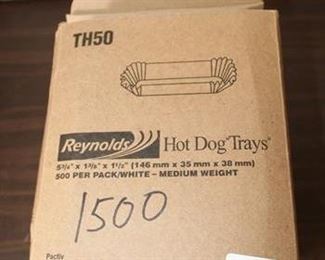 TH50
Reynolds Hot Dog Trays
5¾" x 1⅜" x 1½" (146 mm x 35 mm x 38 mm)
500 PER PACK/WHITE – MEDIUM WEIGHT
1500
Pactiv